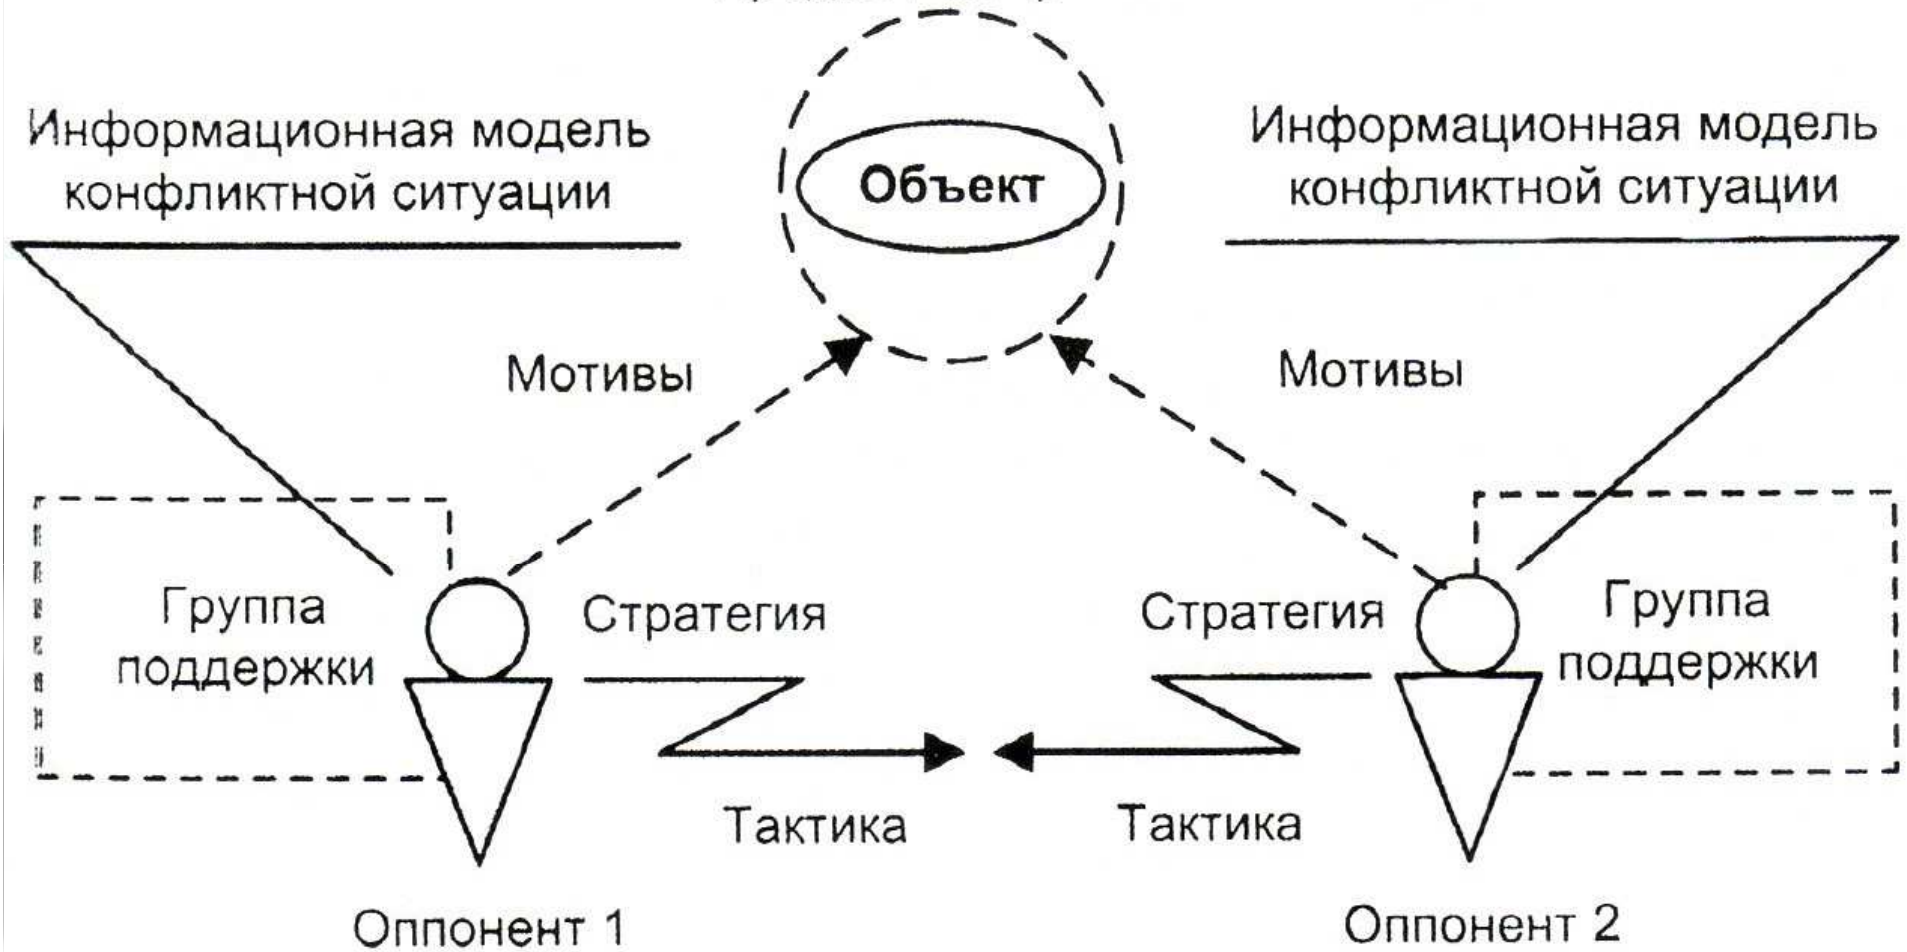 Информационная модель
конфликтной ситуации
Объект
Информационная модель
конфликтной ситуации
Мотивы
Мотивы
Группа
поддержки
Стратегия
Стратегия
Группа
поддержки
Тактика
Тактика
Оппонент 1
Оппонент 2